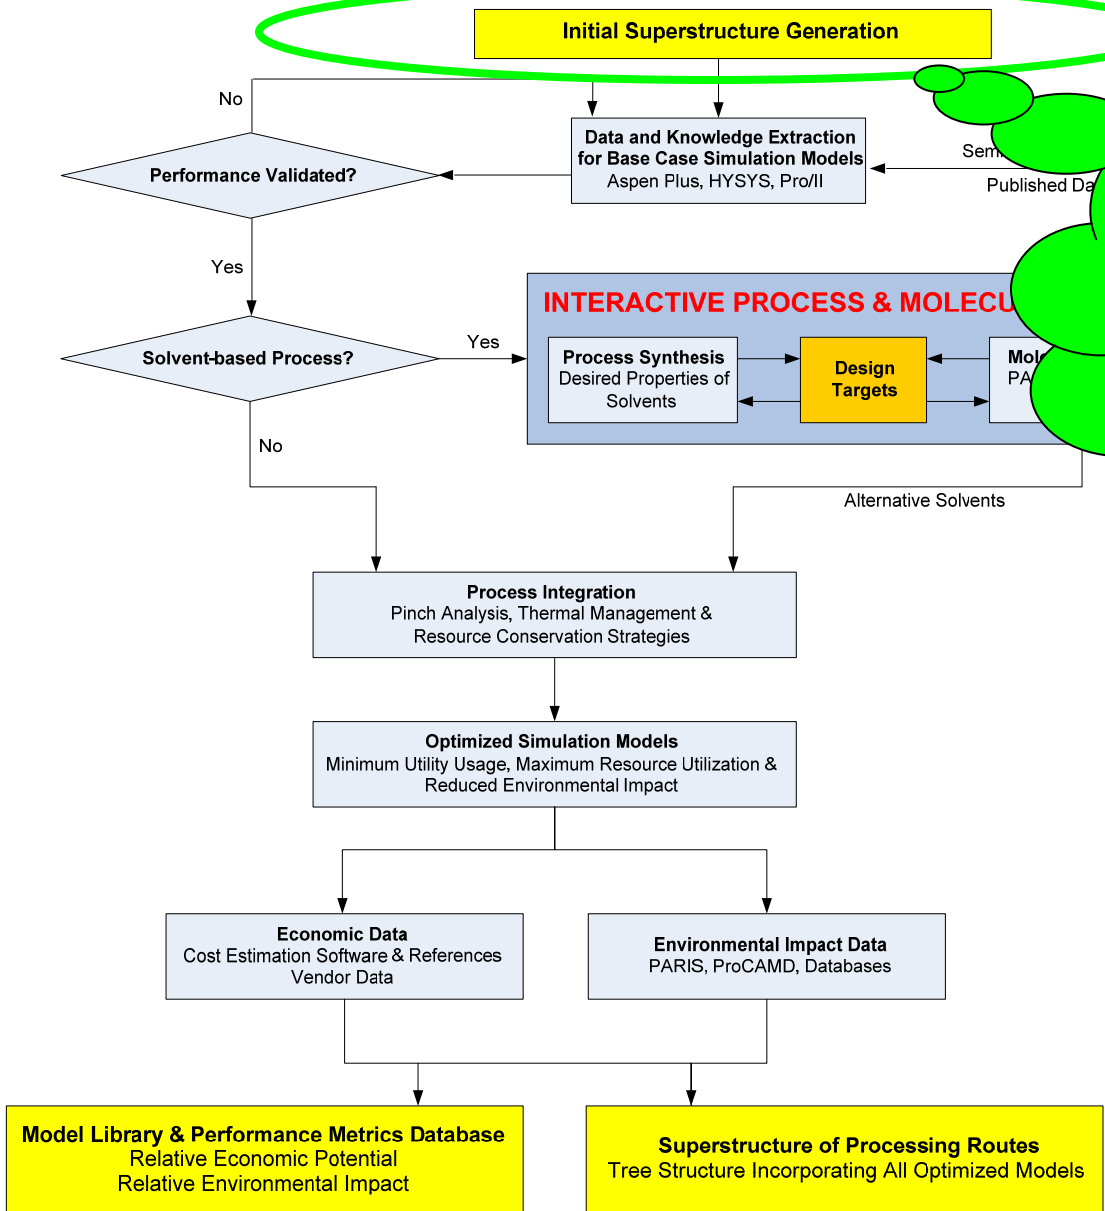 Initial Superstructure Generation
No
Data and Knowledge Extraction
for Base Case Simulation Models
Aspen Plus, HYSYS, Pro/II
Performance Validated?
Published
Yes
INTERACTIVE PROCESS &
Solvent-based Process?
Yes
Process Synthesis
Desired Properties of
Solvents
Design
Targets
No
Alternative Solvents
Process Integration
Pinch Analysis, Thermal Management &
Resource Conservation Strategies
Optimized Simulation Models
Minimum Utility Usage, Maximum Resource Utilization &
Reduced Environmental Impact
Economic Data
Cost Estimation Software & References
Vendor Data
Environmental Impact Data
PARIS, ProCAMD, Databases
Model Library & Performance Metrics Database
Relative Economic Potential
Relative Environmental Impact
Superstructure of Processing Routes
Tree Structure Incorporating All Optimized Models